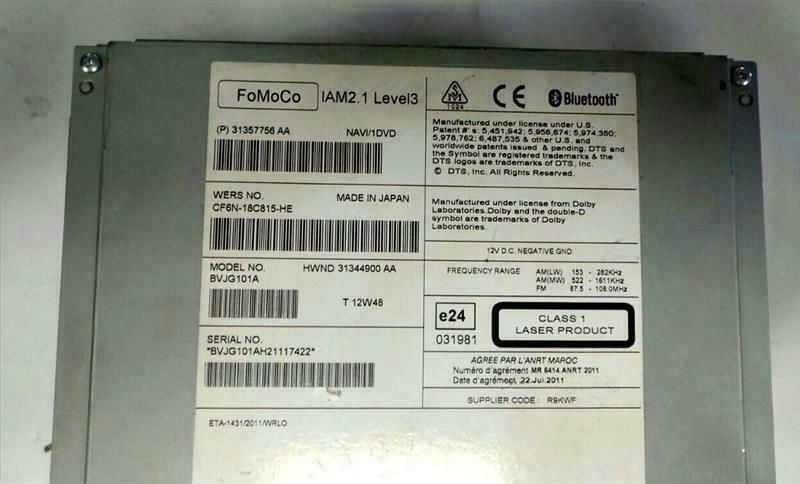 FoMoCo IAM2.1 Level3
(P) 31357756 AA NAVI/1DVD
WERS NO. MADE IN JAPAN
CF6N-18C815-HE
MODEL NO. HWND 31344900 AA
BVJG101A
T 12W48
SERIAL NO.
*BVJG101AH21117422*
ETA-1431/2011/WRLO
1024 CE Bluetooth
Manufactured under license under U.S.
Patent #' s: 5,451,942; 5,956,674; 5,974,380;
5,978,762; 6,487,535 & other U.S. and
worldwide patents issued & pending. DTS and
the Symbol are registered trademarks & the
DTS logos are trademarks of DTS, Inc.
© DTS, Inc. All Rights Reserved.
Manufactured under license from Dolby
Laboratories.Dolby and the double-D
symbol are trademark of Dolby
Laboratories.
12V D.C. NEGATIVE GND.
FREQUENCY RANGE AM(LW) 153 - 282KHz
AM(MW) 522 - 1611KHz
FM 87.5 - 108.0MHz
e24
031981
CLASS 1
LASER PRODUCT
AGREE PAR L'ANRT MAROC
Numéro d'agrément MR 6414 ANRT 2011
Date d'agrément, 22.Jul.2011
SUPPLIER CODE : R9KWF